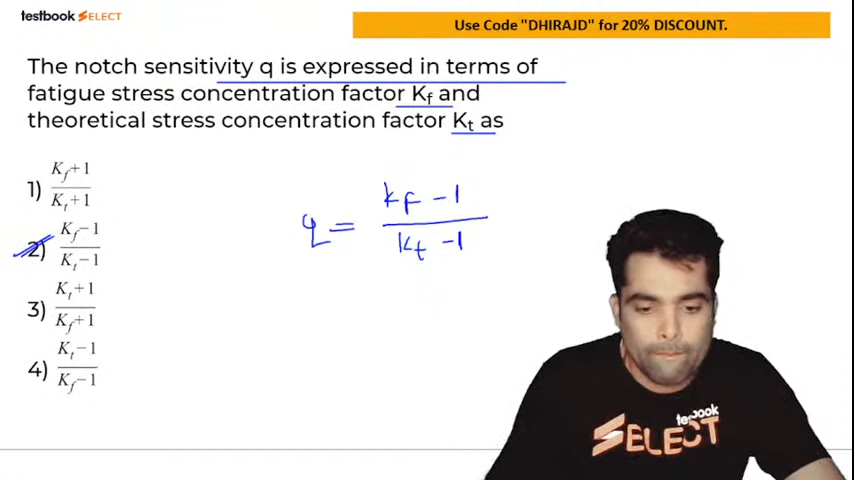 testbook SELECT
Use Code "DHIRAJD" for 20% DISCOUNT.
The notch sensitivity q is expressed in terms of
fatigue stress concentration factor Kf and
theoretical stress concentration factor Kt as
1) Kf+1
Kt+1
2) Kf−1
Kt−1
3) Kt+1
Kf+1
4) Kt−1
Kf−1
q = kf -1
kt -1
testbook
SELECT